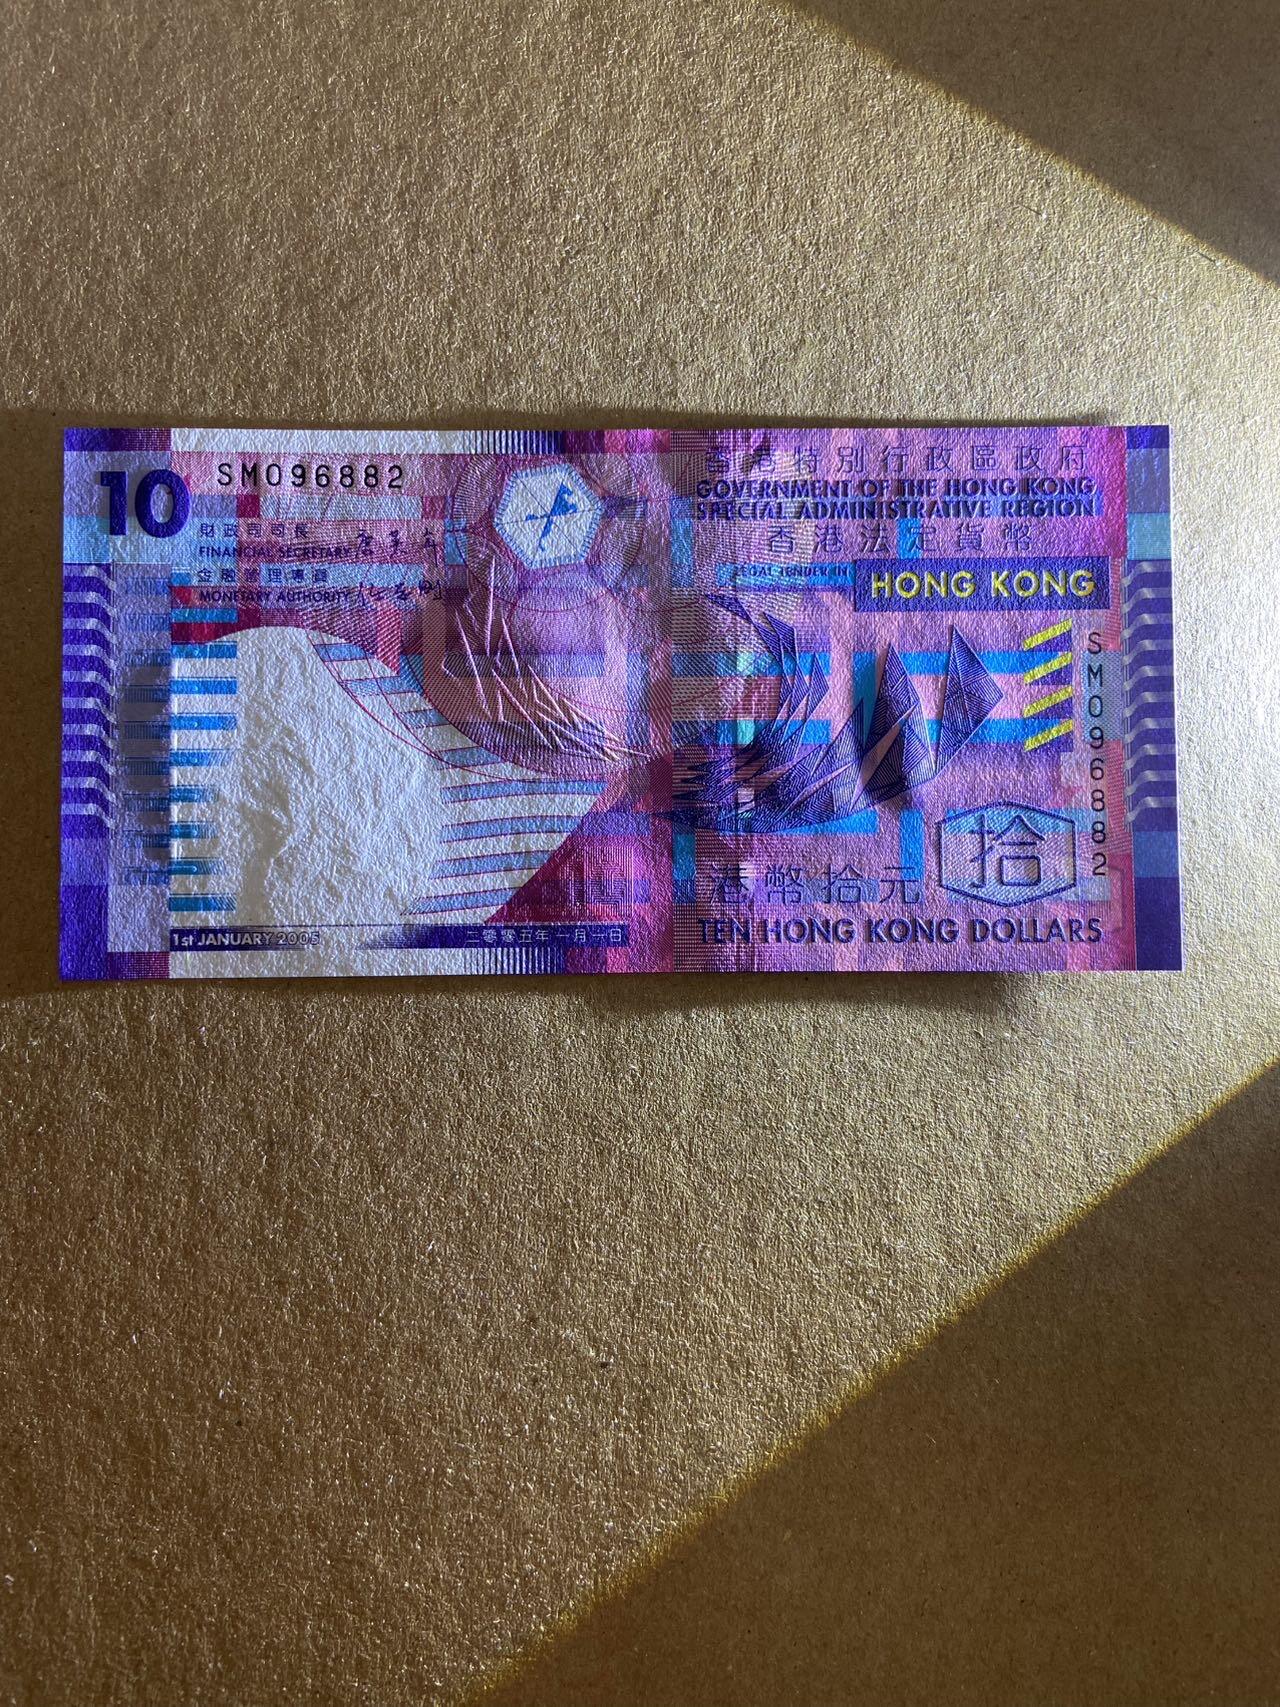 10
SM096882
財政司司長
FINANCIAL SECRETARY
金融管理專員
MONETARY AUTHORITY
1st JANUARY 2005
二零零五年一月一日
香港特別行政區政府
GOVERNMENT OF THE HONG KONG
SPECIAL ADMINISTRATIVE REGION
香港法定貨幣
LEGAL TENDER IN
HONG KONG
SM096882
拾
港幣拾元
TEN HONG KONG DOLLARS